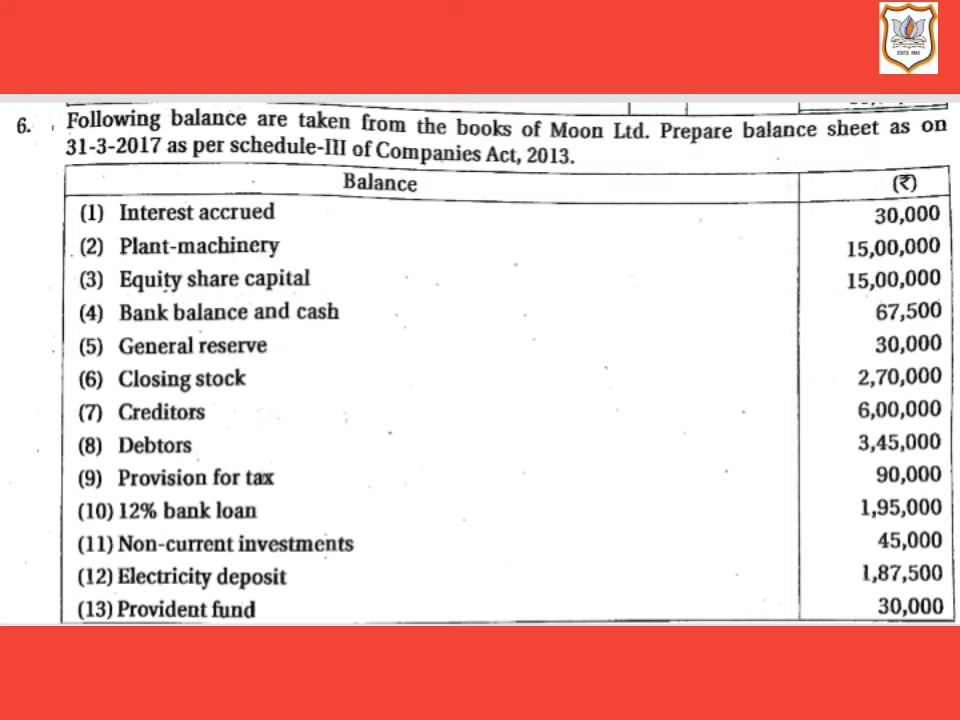 6. Following balance are taken from the books of Moon Ltd. Prepare balance sheet as on
31-3-2017 as per schedule-III of Companies Act, 2013.
Balance (₹)
(1) Interest accrued 30,000
(2) Plant-machinery 15,00,000
(3) Equity share capital 15,00,000
(4) Bank balance and cash 67,500
(5) General reserve 30,000
(6) Closing stock 2,70,000
(7) Creditors 6,00,000
(8) Debtors 3,45,000
(9) Provision for tax 90,000
(10) 12% bank loan 1,95,000
(11) Non-current investments 45,000
(12) Electricity deposit 1,87,500
(13) Provident fund 30,000